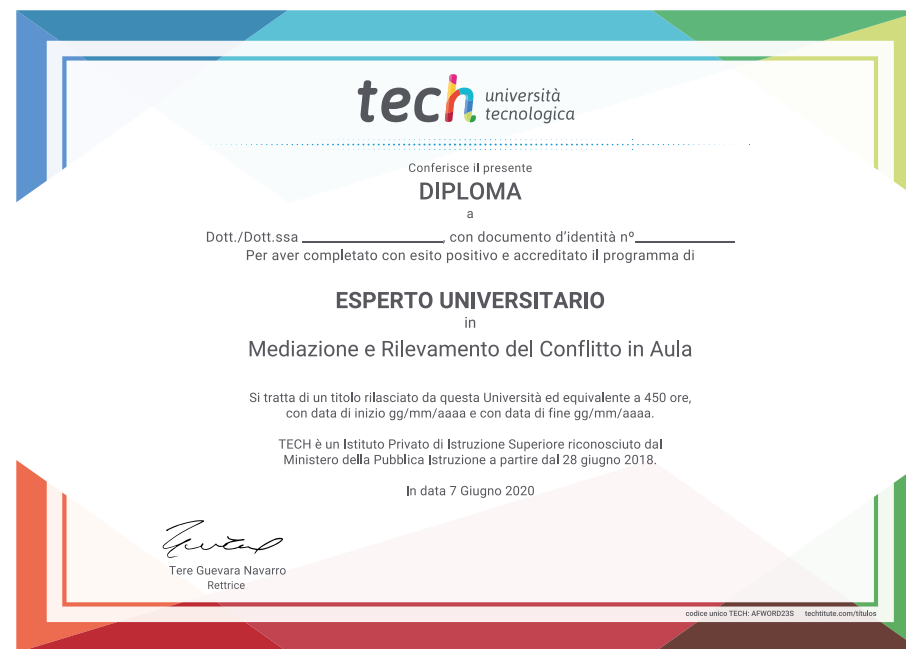 tech università
tecnologica
Conferisce il presente
DIPLOMA
a
Dott./Dott.ssa ____________________, con documento d'identità nº______________
Per aver completato con esito positivo e accreditato il programma di
ESPERTO UNIVERSITARIO
in
Mediazione e Rilevamento del Conflitto in Aula
Si tratta di un titolo rilasciato da questa Università ed equivalente a 450 ore,
con data di inizio gg/mm/aaaa e con data di fine gg/mm/aaaa.
TECH è un Istituto Privato di Istruzione Superiore riconosciuto dal
Ministero della Pubblica Istruzione a partire dal 28 giugno 2018.
In data 7 Giugno 2020
Tere Guevara Navarro
Rettrice
codice unico TECH: AFWORD23S techtitute.com/títulos